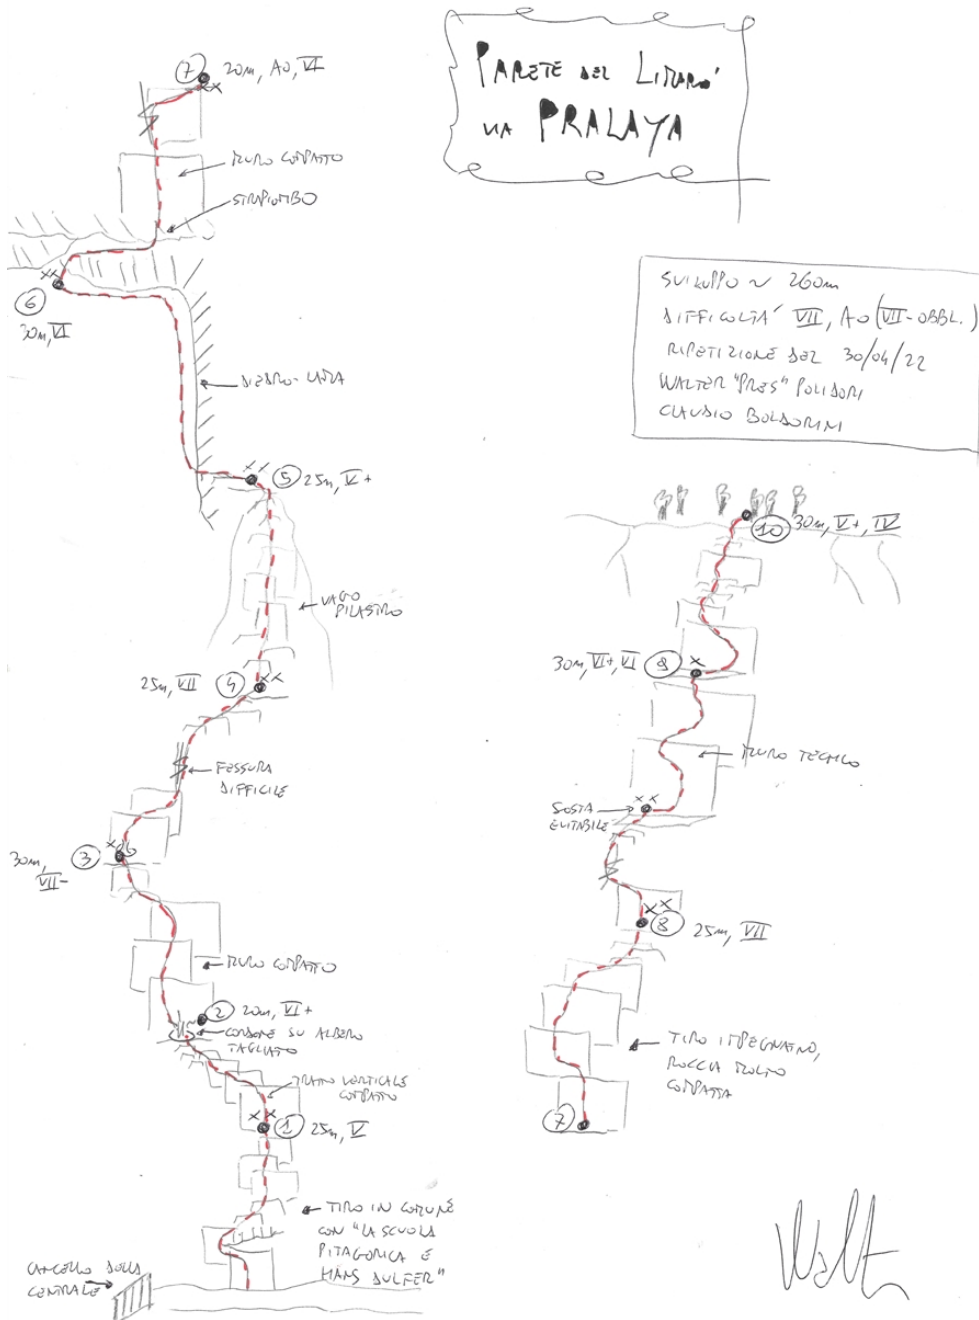 PARETE DEL LIMARO'
VIA PRALAYA
SVILUPPO ~ 260m
DIFFICOLTA' VII, A0 (VII- OBBL.)
RIPETIZIONE DEL 30/04/22
WALTER "PRES" POLIDORI
CLAUDIO BOLDORINI
7 20m, A0, VI
MURO COMPATTO
STRAPIOMBO
6
30m, VI
DIEDRO-LAMA
5 25m, V+
VAGO
PILASTRO
25m, VII 4
FESSURA
DIFFICILE
3
30m,
VII-
MURO COMPATTO
2 20m, VI+
CORDONE SU ALBERO
TAGLIATO
TRATTO VERTICALE
COMPATTO
1 25m, V
TIRO IN COMUNE
CON "LA SCUOLA
PITAGORICA E
HANS DULFER"
CANCELLO DELLA
CENTRALE
10 30m, V+, IV
30m, VI+, VI 9
MURO TECNICO
SOSTA
EVITABILE
8 25m, VII
TIRO IMPEGNATIVO,
ROCCIA MOLTO
COMPATTA
7
Walt